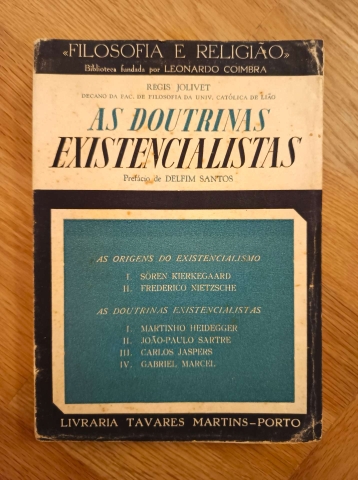 «FILOSOFIA E RELIGIÃO»
Biblioteca fundada por LEONARDO COIMBRA
REGIS JOLIVET
DECANO DA FAC. DE FILOSOFIA DA UNIV. CATÓLICA DE LIÃO
AS DOUTRINAS
EXISTENCIALISTAS
Prefácio de DELFIM SANTOS
AS ORIGENS DO EXISTENCIALISMO
I. SÖREN KIERKEGAARD
II. FREDERICO NIETZSCHE
AS DOUTRINAS EXISTENCIALISTAS
I. MARTINHO HEIDEGGER
II. JOÃO-PAULO SARTRE
III. CARLOS JASPERS
IV. GABRIEL MARCEL
LIVRARIA TAVARES MARTINS-PORTO